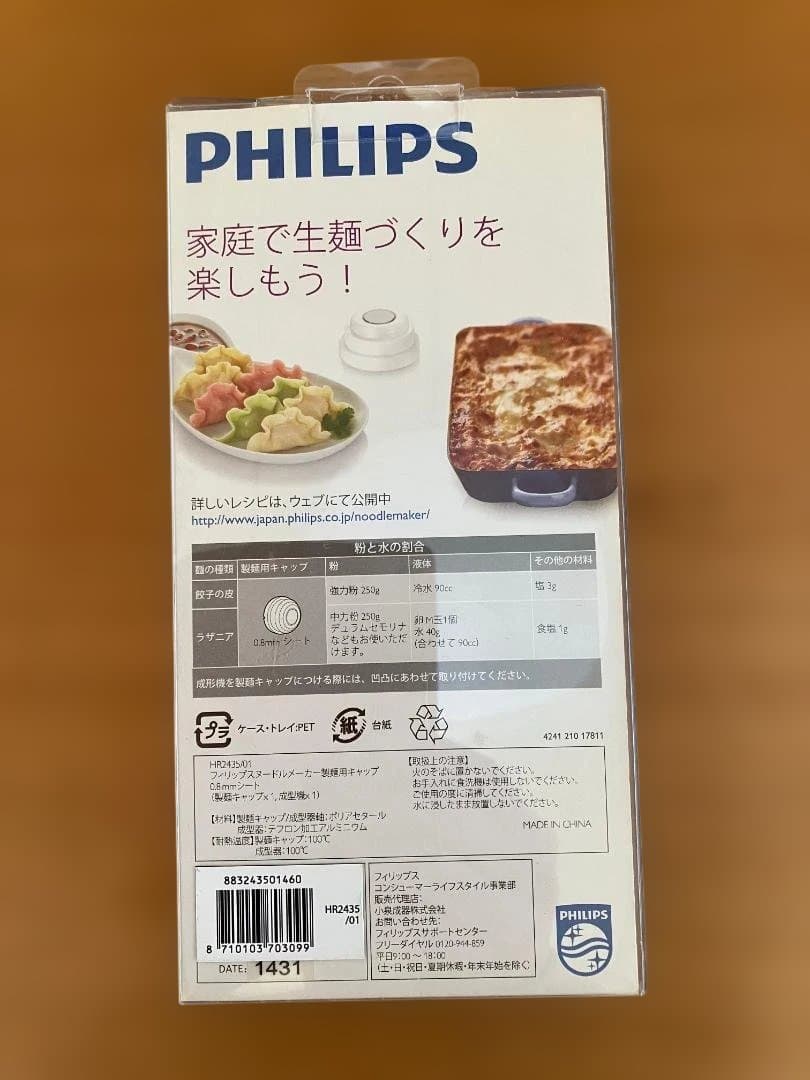 PHILIPS
家庭で生麺づくりを
楽しもう！
詳しいレシピは、ウェブにて公開中
http://www.japan.philips.co.jp/noodlemaker/
粉と水の割合
麺の種類 製麺用キャップ 粉 液体 その他の材料
餃子の皮 強力粉 250g 冷水 90cc 塩 3g
ラザニア 0.8mm シート 中力粉 250g 卵 M玉1個 食塩 1g
デュラムセモリナ 水 40g
などもお使いただ (合わせて 90cc)
けます。
成形機を製麺キャップにつける際には、凹凸にあわせて取り付けてください。
プラ ケース・トレイ:PET 紙 台紙
4241 210 17811
HR2435/01
フィリップスヌードルメーカー製麺用キャップ
0.8mmシート
(製麺キャップx 1, 成型機x 1)
【材料】製麺キャップ/成型器軸：ポリアセタール
成型器：テフロン加工アルミニウム
【耐熱温度】製麺キャップ：100℃
成型器：100℃
【取扱上の注意】
火のそばに置かないでください。
お手入れに食洗機は使用しないでください。
ご使用の度に清掃してください。
水に浸したまま放置しないでください。
MADE IN CHINA
883243501460
HR2435
/01
8 710103 703099
DATE: 1431
フィリップス
コンシューマーライフスタイル事業部
販売代理店：
小泉成器株式会社
お問い合わせ先：
フィリップスサポートセンター
フリーダイヤル 0120-944-859
平日9:00 ～ 18:00
(土・日・祝日・夏期休暇・年末年始を除く)
PHILIPS